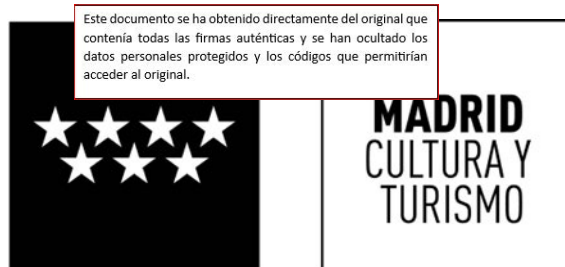 Este documento se ha obtenido directamente del original que
contenía todas las firmas auténticas y se han ocultado los
datos personales protegidos y los códigos que permitirían
acceder al original.
MADRID
CULTURA Y
TURISMO